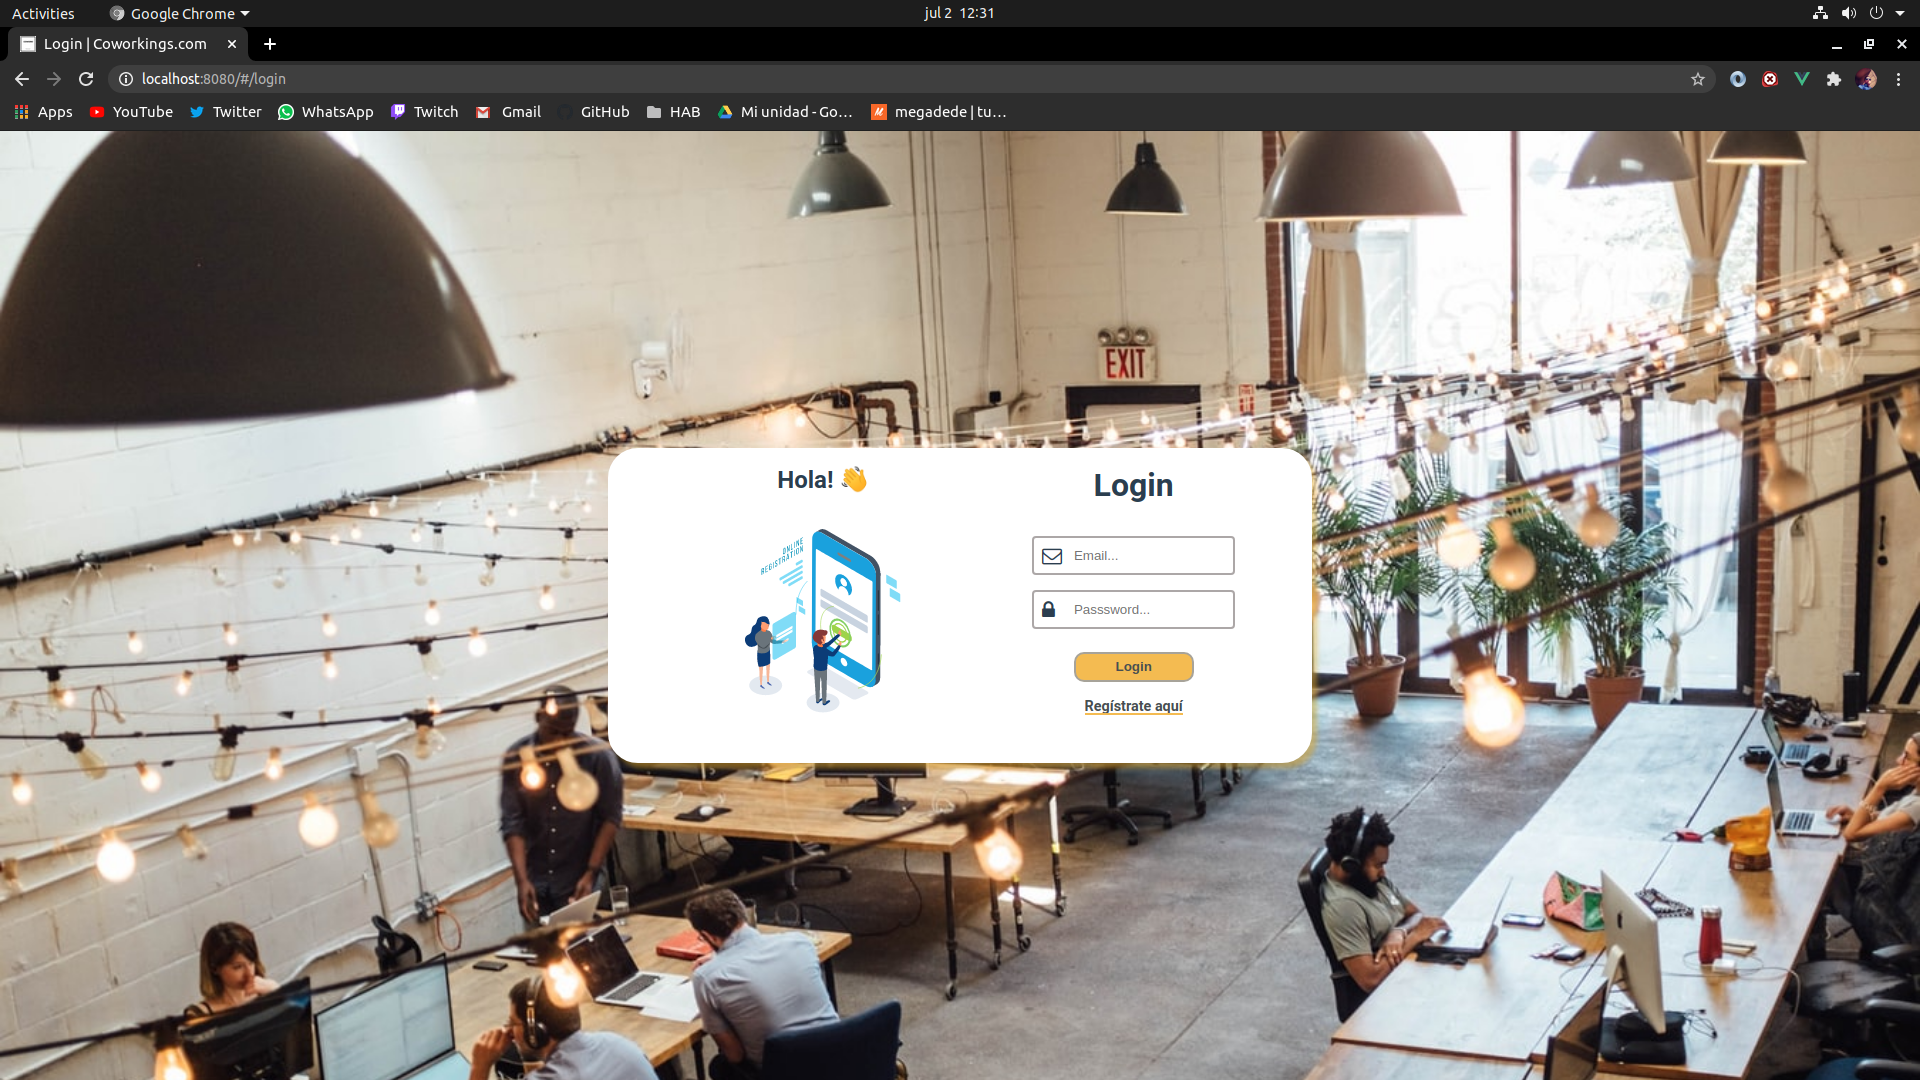 Activities Google Chrome jul 2 12:31
Login | Coworkings.com
localhost:8080/#/login
Apps YouTube Twitter WhatsApp Twitch Gmail GitHub HAB Mi unidad - Go... megadede | tu...
EXIT
Hola! 👋
Login
ONLINE
REGISTRATION
Email...
Passsword...
Login
Regístrate aquí